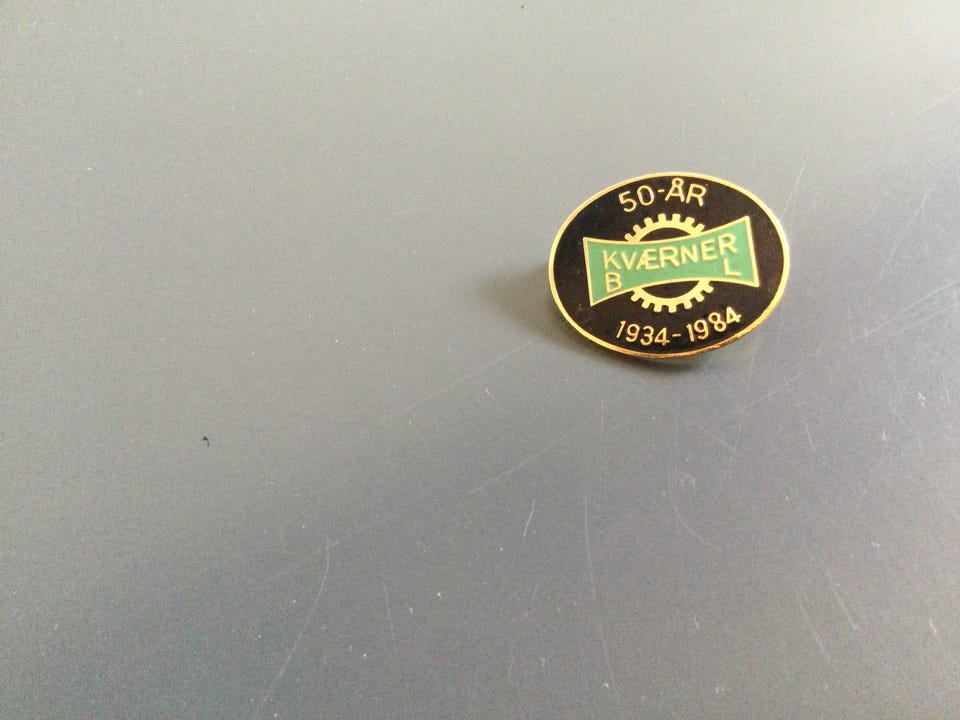 50-ÅR
KVÆRNER
B L
1934-1984